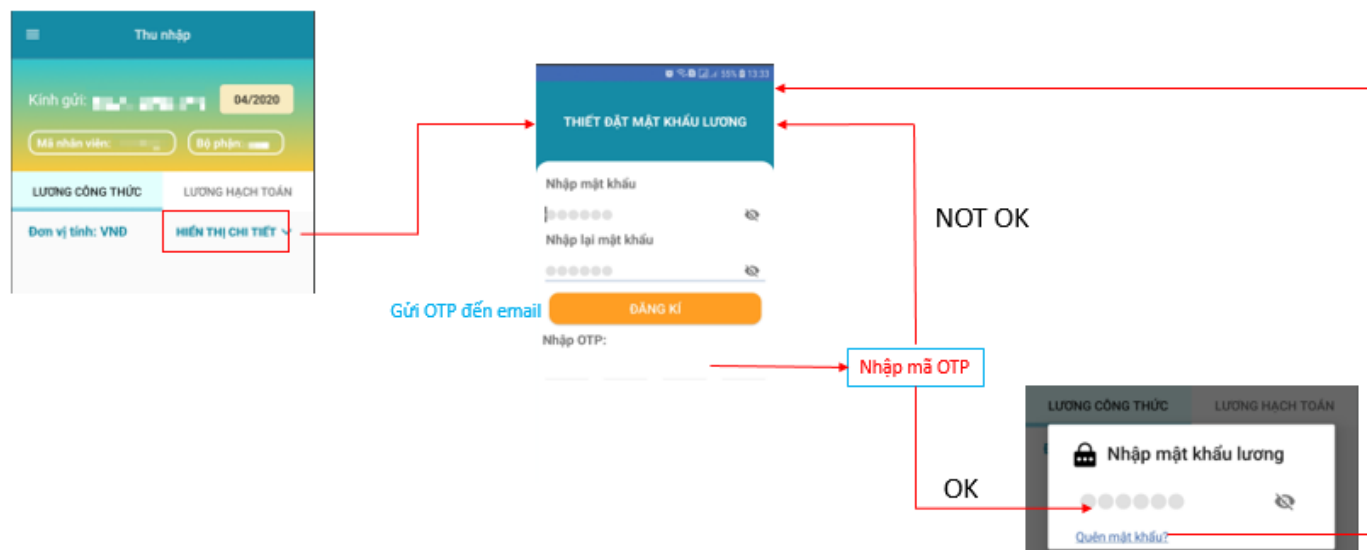 Thu nhập
Kính gửi:
04/2020
Mã nhân viên:
Bộ phận:
LƯƠNG CÔNG THỨC
LƯƠNG HẠCH TOÁN
Đơn vị tính: VNĐ
HIỂN THỊ CHI TIẾT
55% 13:33
THIẾT ĐẶT MẬT KHẨU LƯƠNG
Nhập mật khẩu
Nhập lại mật khẩu
Gửi OTP đến email
ĐĂNG KÍ
Nhập OTP:
NOT OK
Nhập mã OTP
OK
LƯƠNG CÔNG THỨC
LƯƠNG HẠCH TOÁN
Nhập mật khẩu lương
Quên mật khẩu?